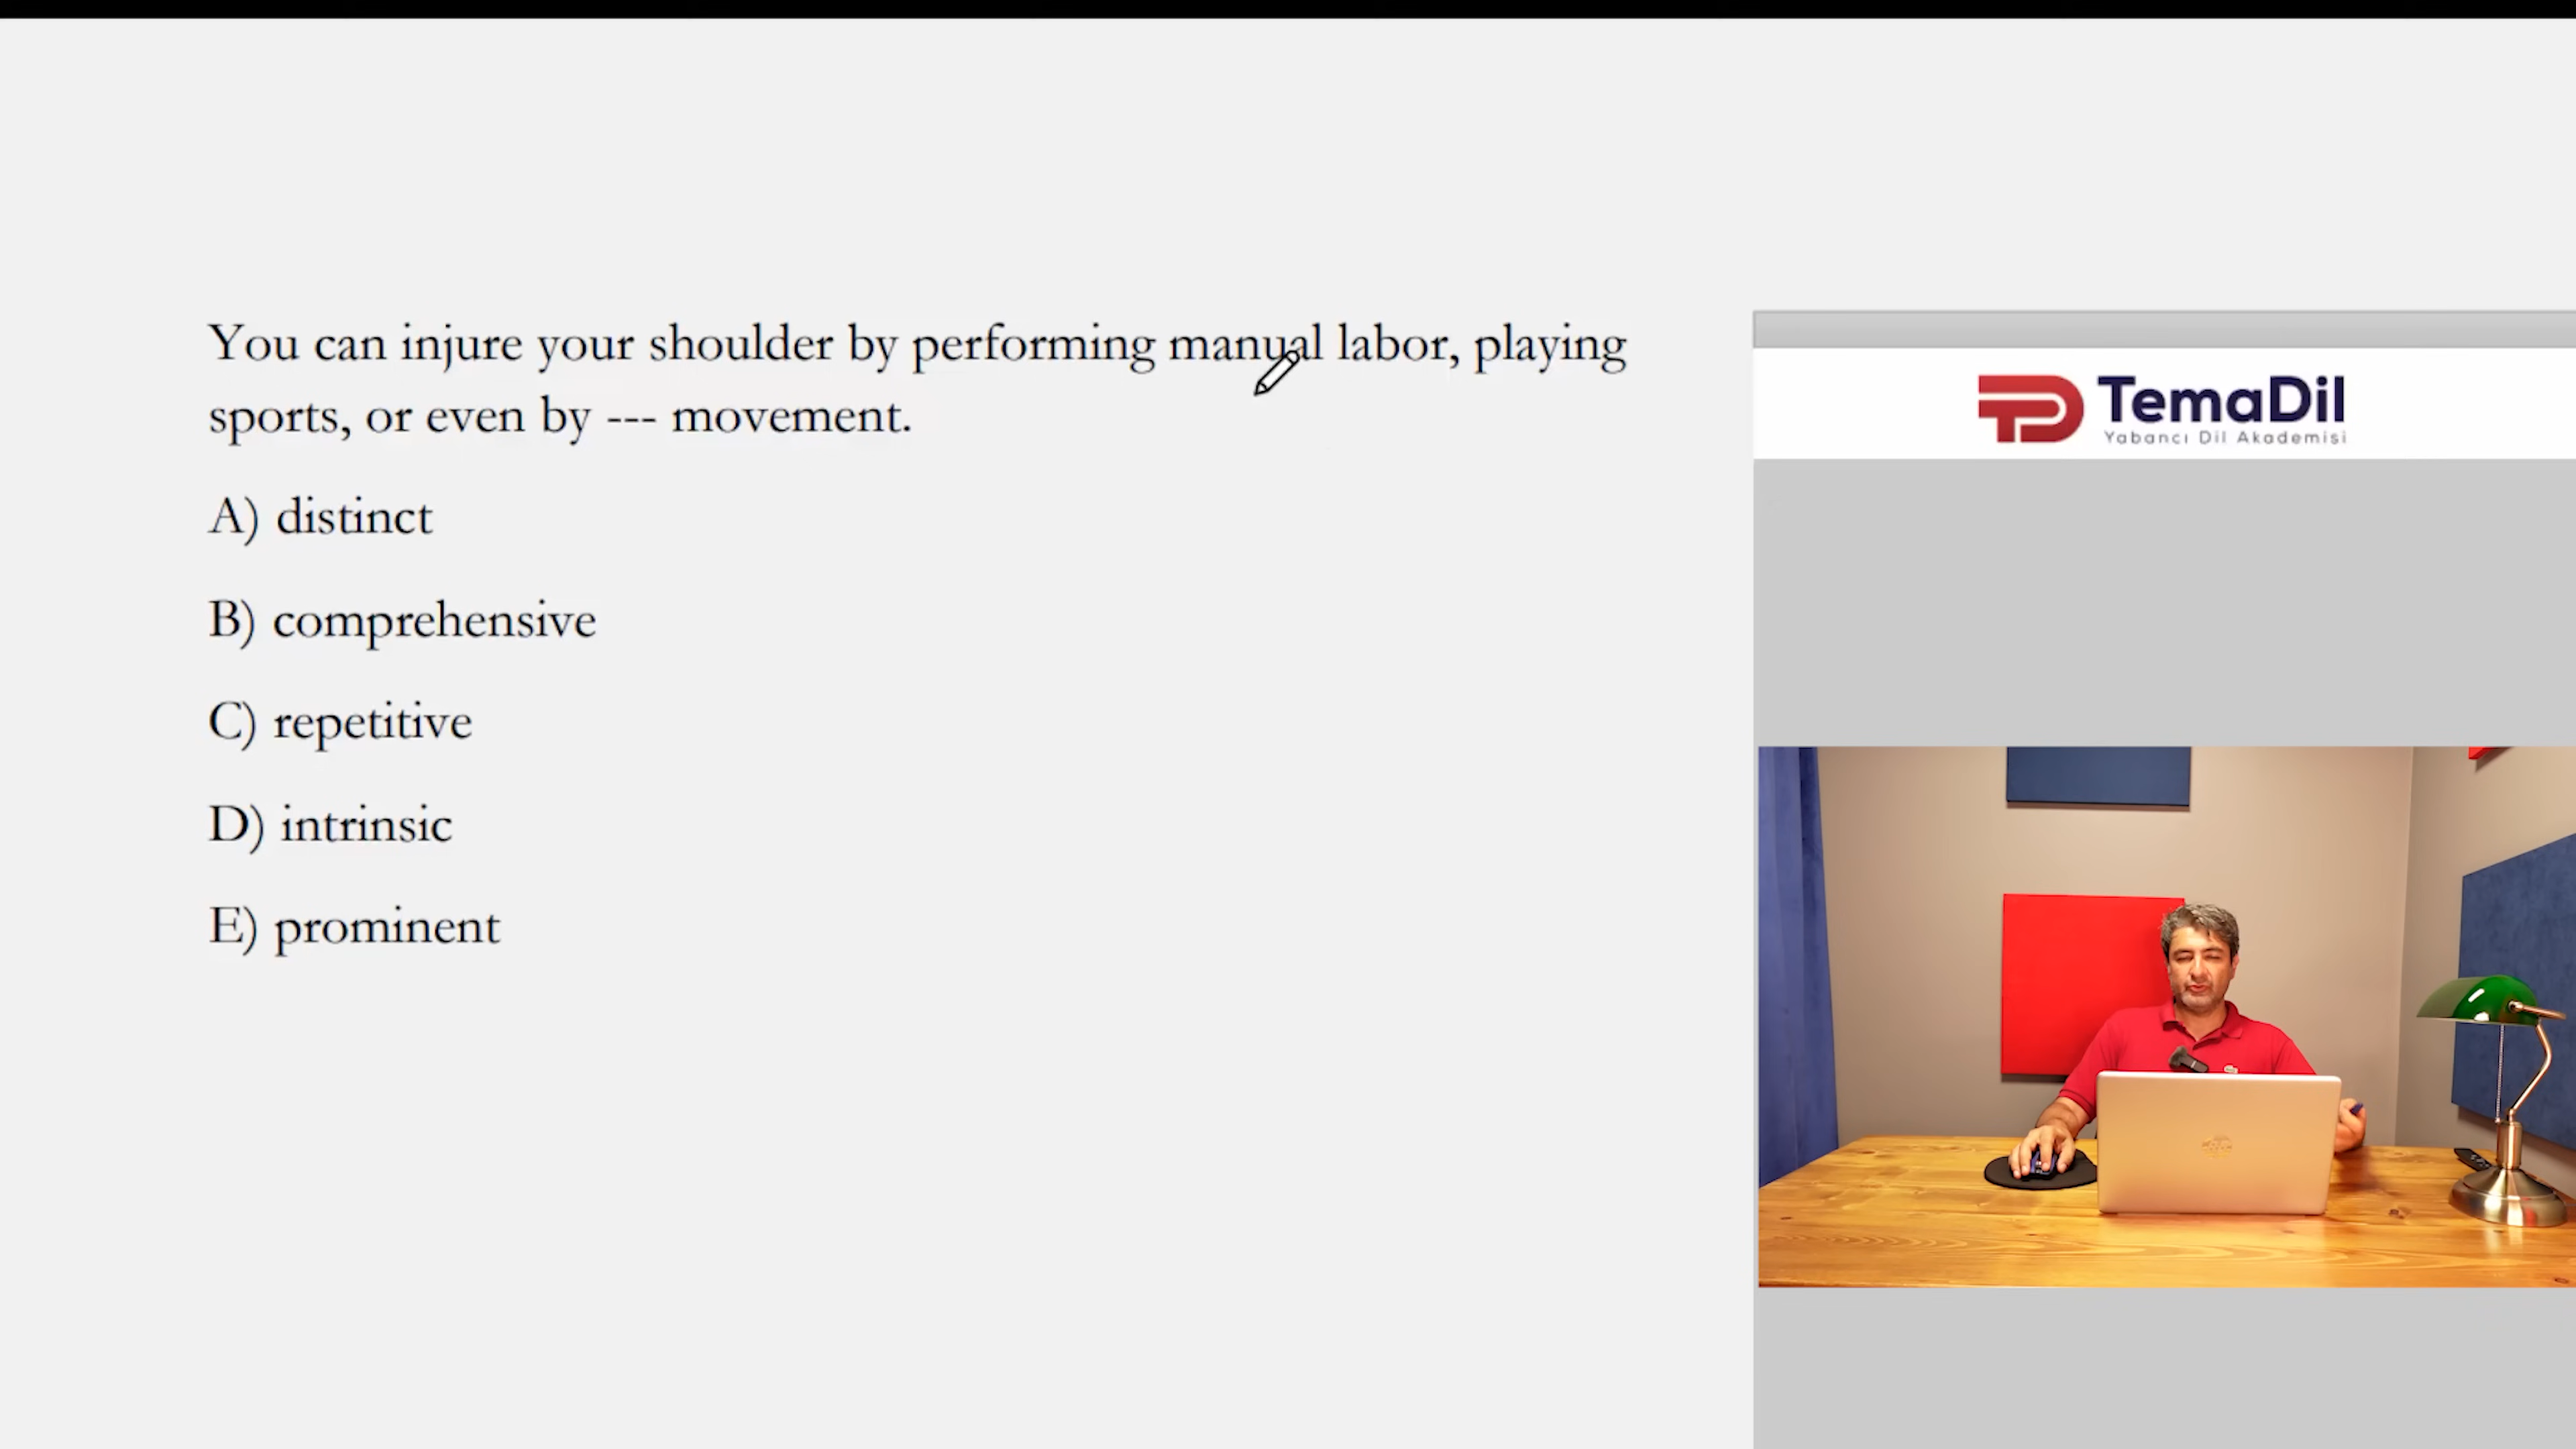 You can injure your shoulder by performing manual labor, playing
sports, or even by --- movement.
A) distinct
B) comprehensive
C) repetitive
D) intrinsic
E) prominent
TemaDil
Yabancı Dil Akademisi